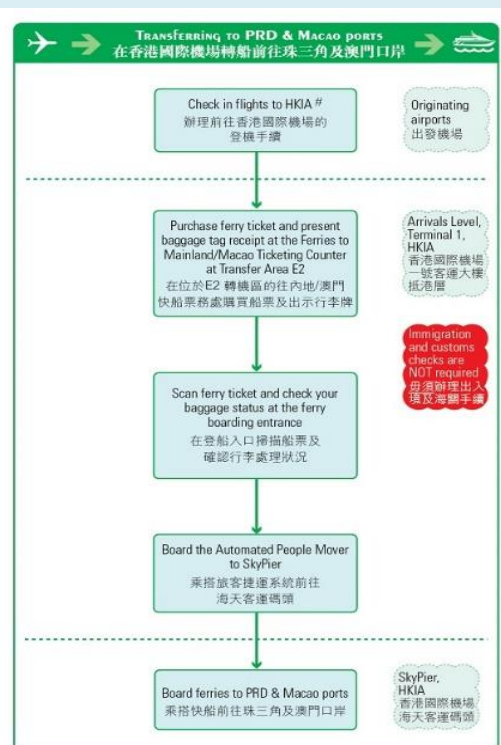 TRANSFERRING TO PRD & MACAO PORTS
在香港國際機場轉船前往珠三角及澳門口岸
Check in flights to HKIA #
辦理前往香港國際機場的
登機手續
Originating
airports
出發機場
Purchase ferry ticket and present
baggage tag receipt at the Ferries to
Mainland/Macao Ticketing Counter
at Transfer Area E2
在位於E2 轉機區的往內地/澳門
快船票務處購買船票及出示行李牌
Arrivals Level,
Terminal 1,
HKIA
香港國際機場
一號客運大樓
抵港層
Immigration
and customs
checks are
NOT required
毋須辦理出入
境及海關手續
Scan ferry ticket and check your
baggage status at the ferry
boarding entrance
在登船入口掃描船票及
確認行李處理狀況
Board the Automated People Mover
to SkyPier
乘搭旅客捷運系統前往
海天客運碼頭
Board ferries to PRD & Macao ports
乘搭快船前往珠三角及澳門口岸
SkyPier,
HKIA
香港國際機場
海天客運碼頭